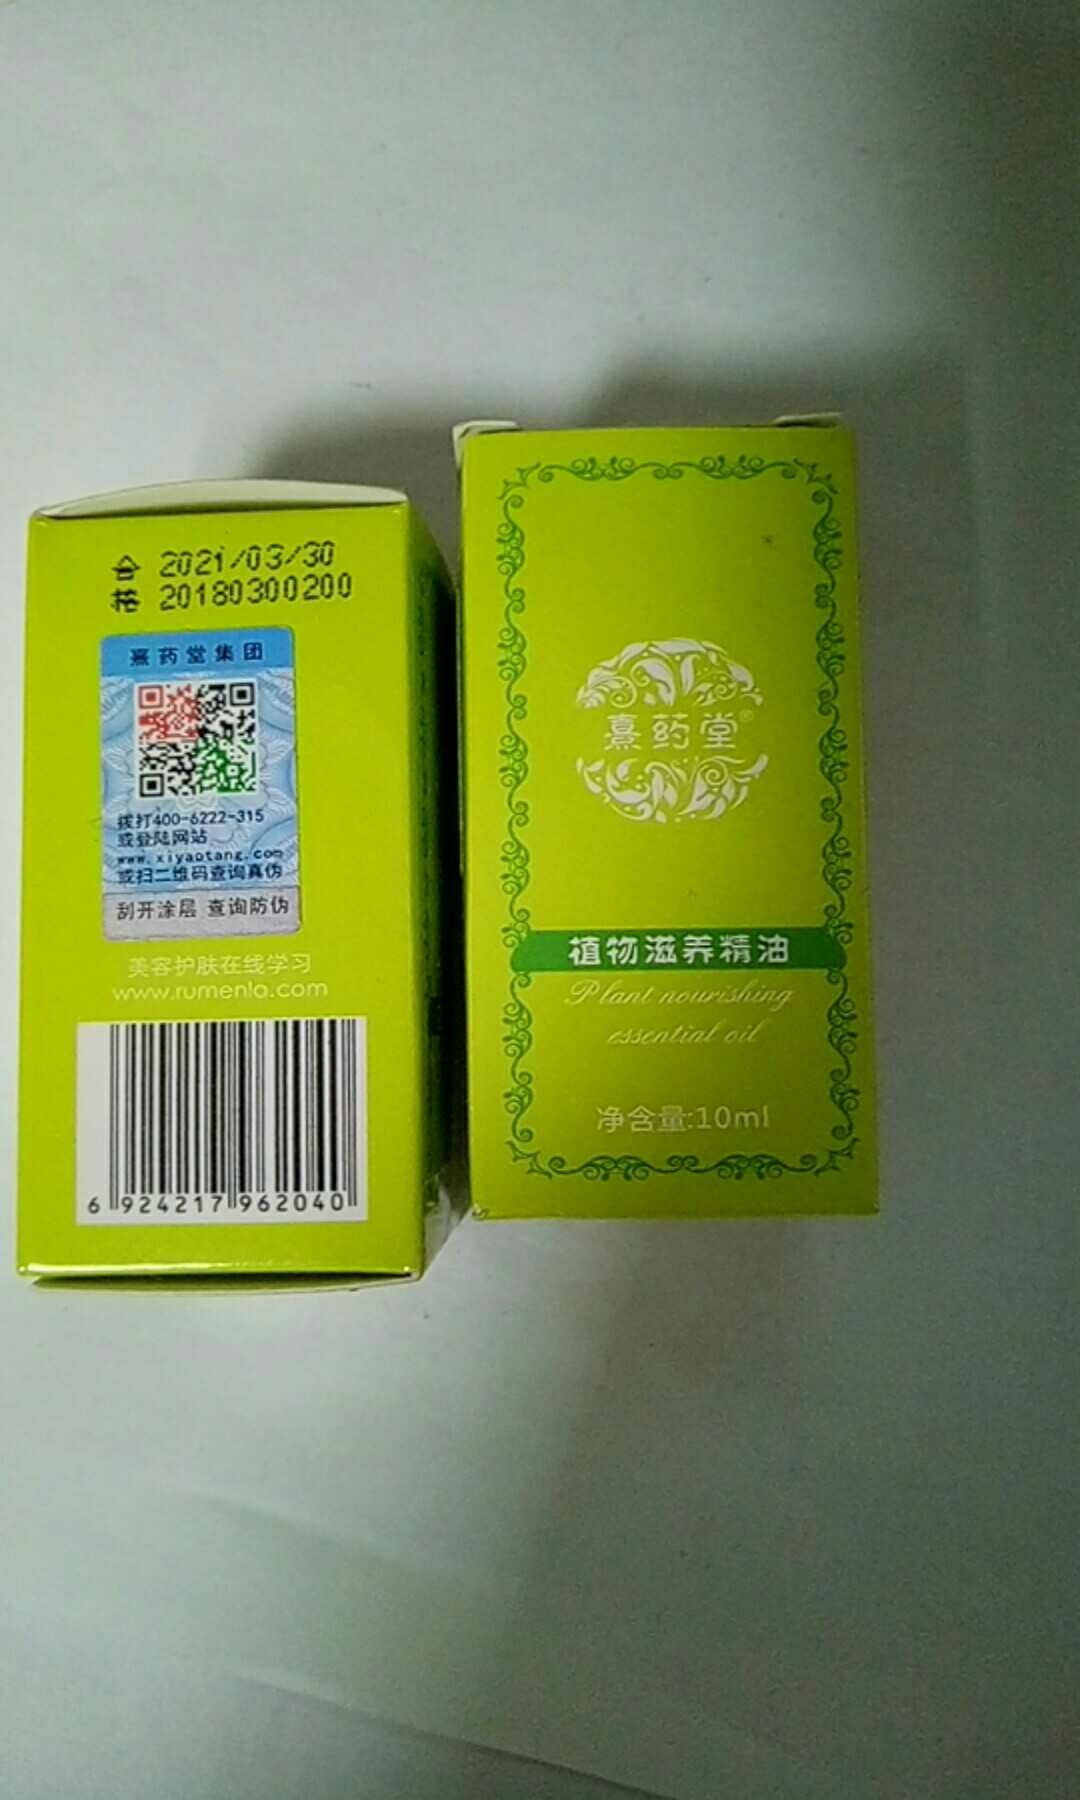 合 2021/03/30
格 20180300200
熹药堂集团
拨打400-6222-315
或登陆网站
www.xiyaotang.com
或扫二维码查询真伪
刮开涂层 查询防伪
美容护肤在线学习
www.rumenla.com
6 924217 962040
熹药堂®
植物滋养精油
Plant nourishing
essential oil
净含量:10ml